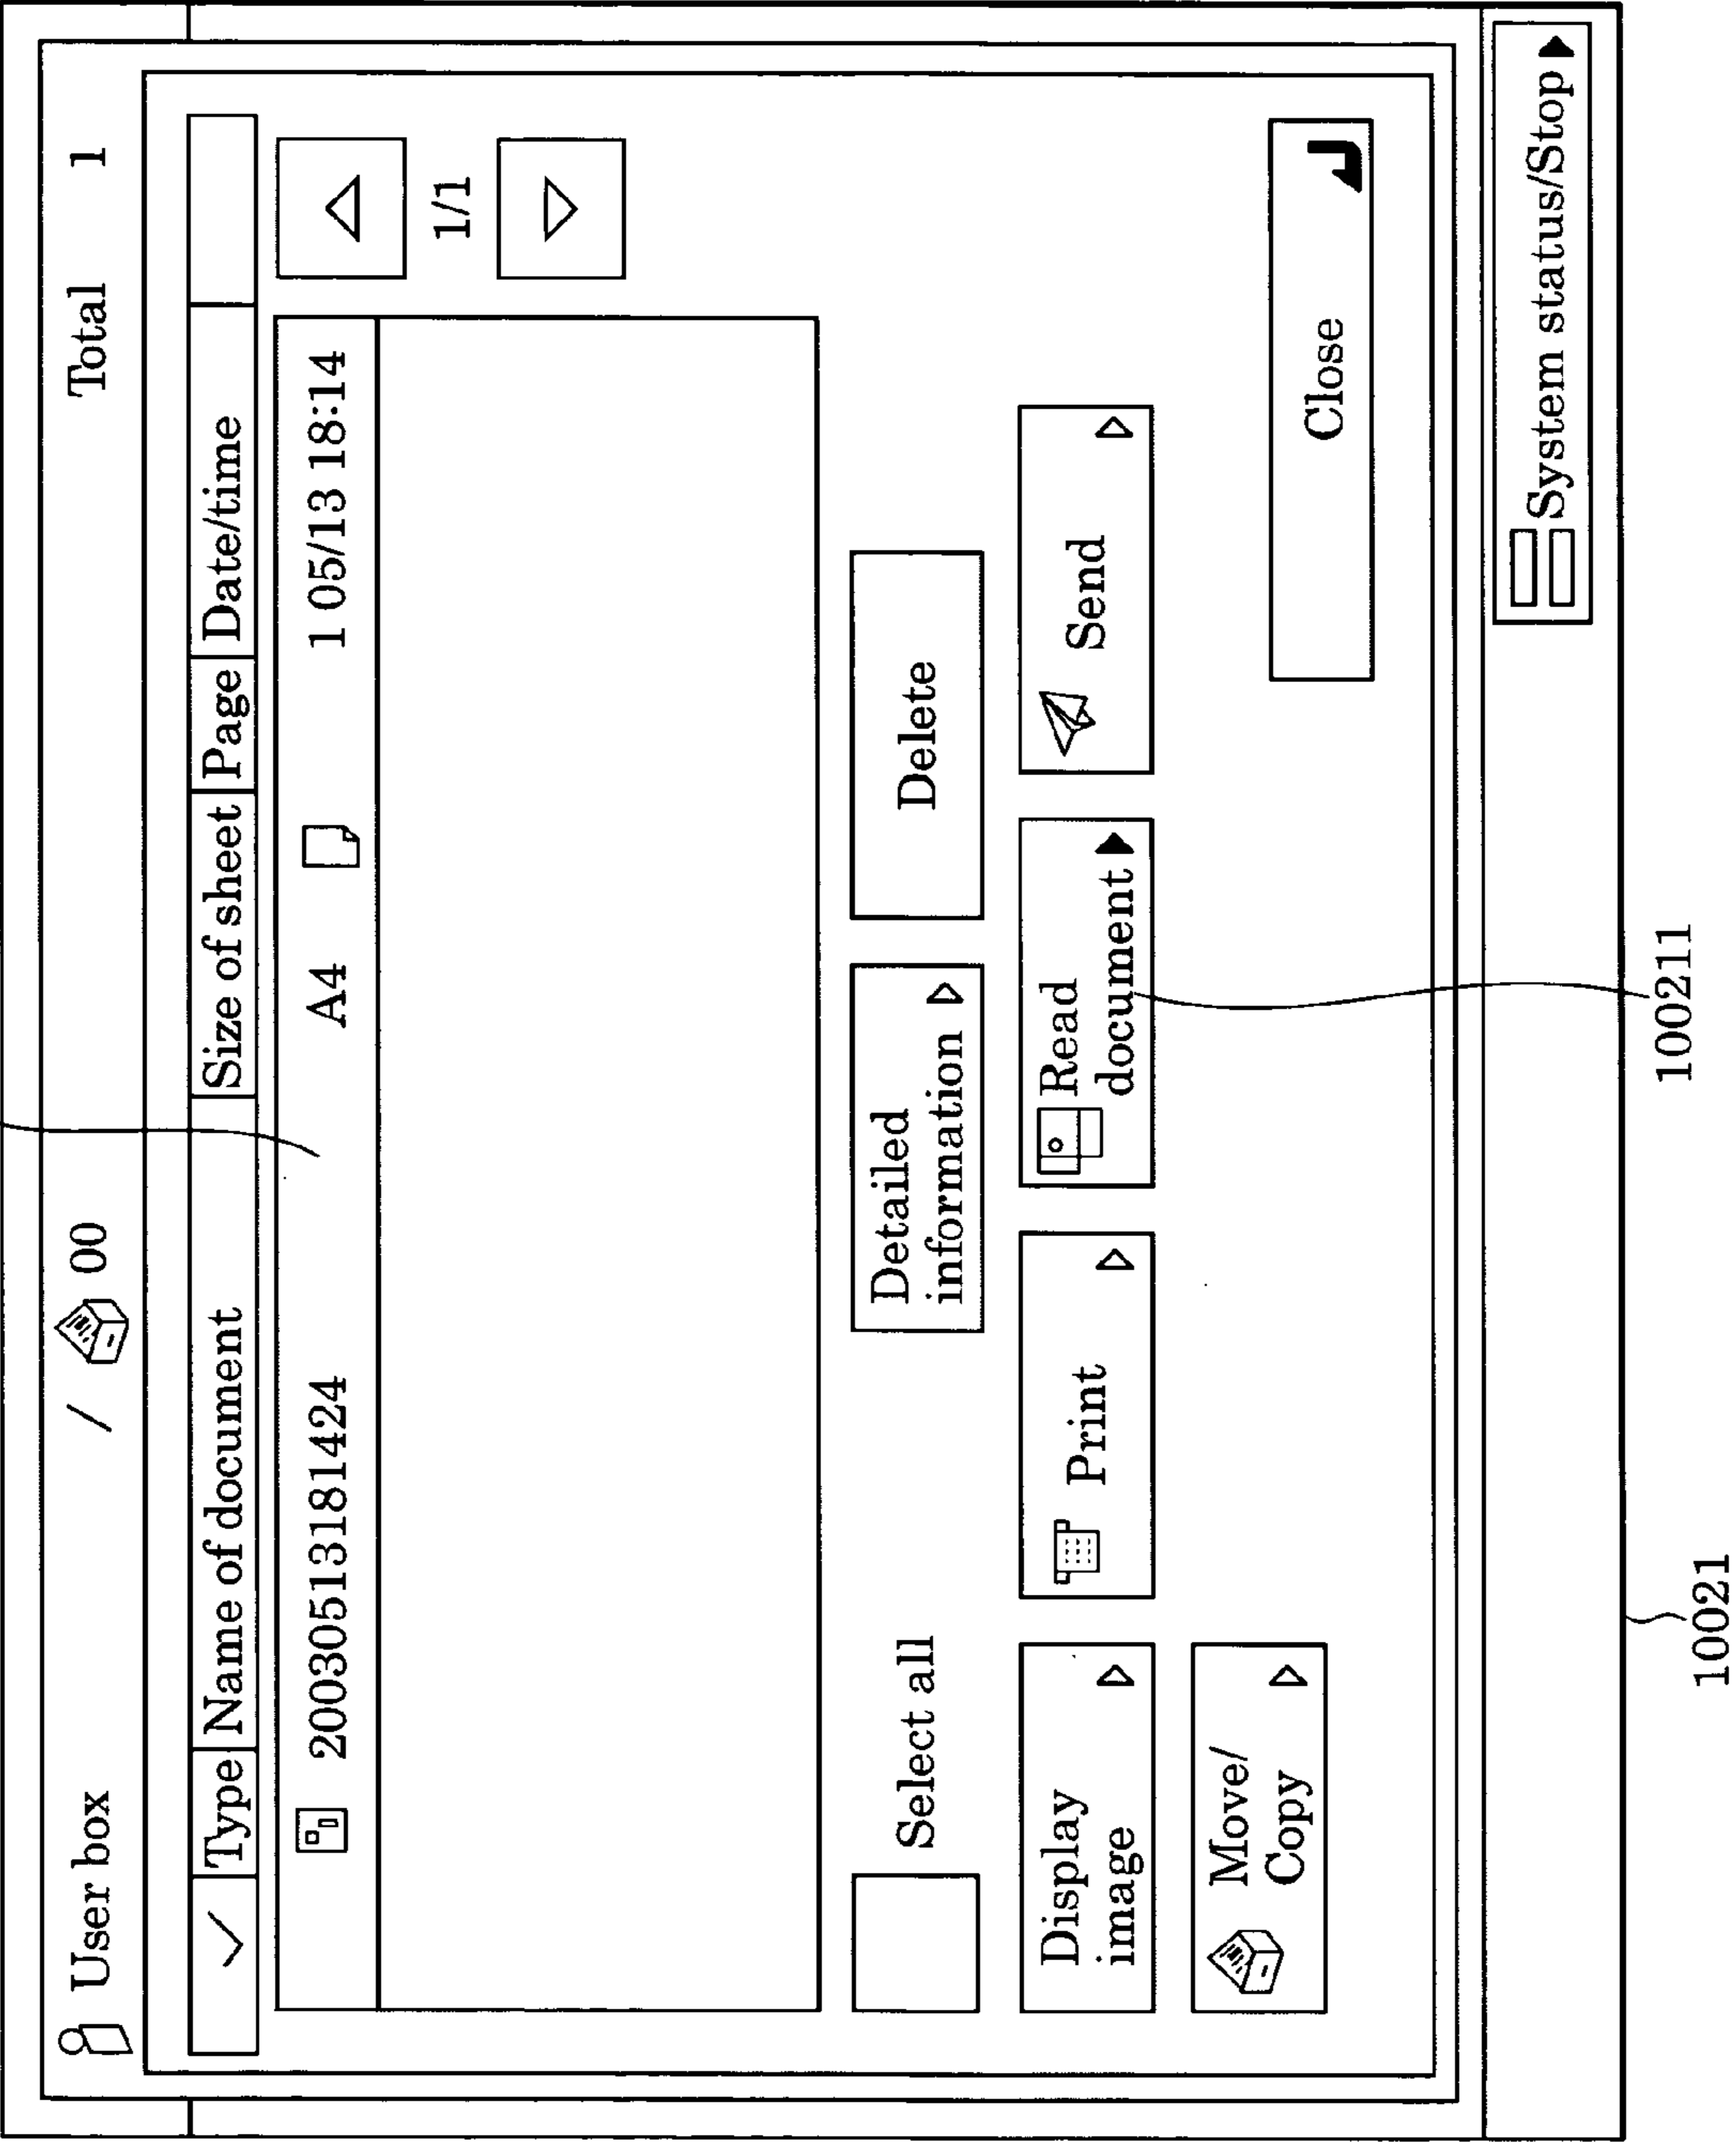 User box / 00 Total 1
Type Name of document Size of sheet Page Date/time
20030513181424 A4 1 05/13 18:14
1/1
Select all
Detailed
information
Delete
Display
image
Print
Read
document
Send
Move/
Copy
Close
System status/Stop
10021
100211